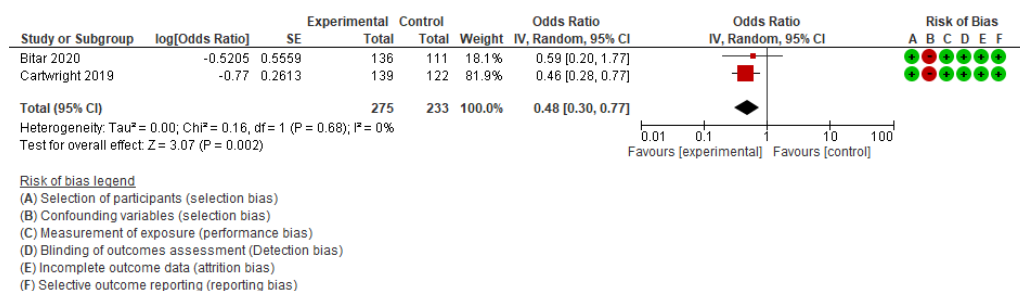 Experimental Control Odds Ratio Odds Ratio Risk of Bias
Study or Subgroup log[Odds Ratio] SE Total Total Weight IV, Random, 95% CI IV, Random, 95% CI A B C D E F
Bitar 2020 -0.5205 0.5559 136 111 18.1% 0.59 [0.20, 1.77] + - + + + +
Cartwright 2019 -0.77 0.2613 139 122 81.9% 0.46 [0.28, 0.77] + - + + + +
Total (95% CI) 275 233 100.0% 0.48 [0.30, 0.77]
Heterogeneity: Tau² = 0.00; Chi² = 0.16, df = 1 (P = 0.68); I² = 0%
Test for overall effect: Z = 3.07 (P = 0.002)
0.01 0.1 1 10 100
Favours [experimental] Favours [control]
Risk of bias legend
(A) Selection of participants (selection bias)
(B) Confounding variables (selection bias)
(C) Measurement of exposure (performance bias)
(D) Blinding of outcomes assessment (Detection bias)
(E) Incomplete outcome data (attrition bias)
(F) Selective outcome reporting (reporting bias)